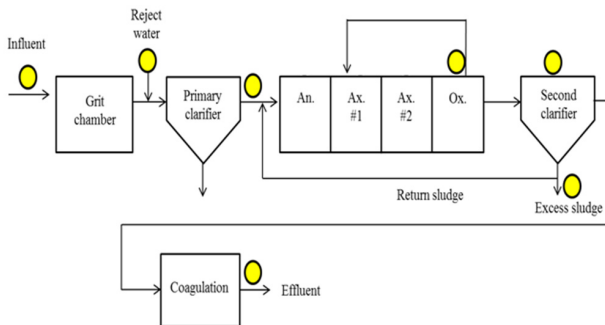 Reject
water
Influent
Grit
chamber
Primary
clarifier
An.
Ax.
#1
Ax.
#2
Ox.
Second
clarifier
Return sludge
Excess sludge
Coagulation
Effluent